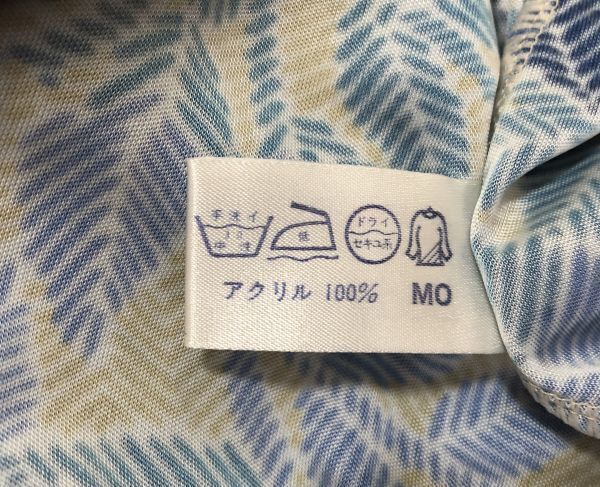 手洗イ
30
中性
低
ドライ
セキユ系
アクリル 100% MO